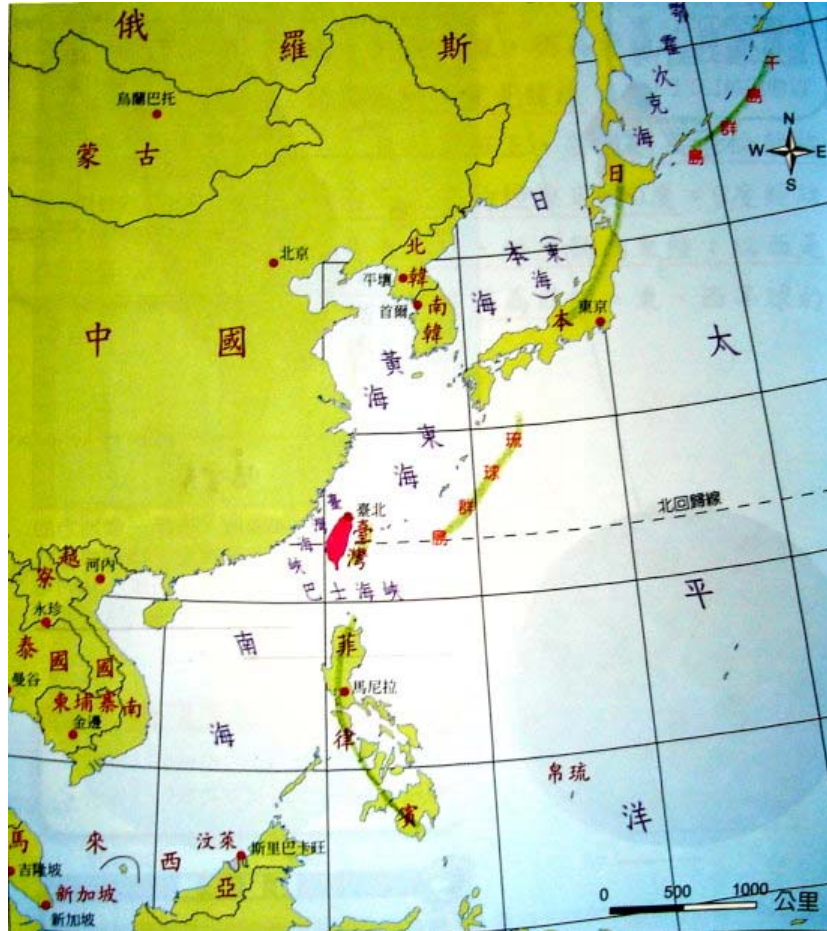 俄羅斯
鄂霍次克海
千島群島
烏蘭巴托
蒙古
N
W E
S
日本
日本海
(東海)
北京
北韓
平壤
首爾
南韓
東京
中國
黃海
東海
太平洋
琉球群島
北回歸線
臺北
臺灣
臺灣海峽
巴士海峽
越南
寮國
河內
永珍
泰國
曼谷
柬埔寨
金邊
南海
菲律賓
馬尼拉
帛琉
馬來西亞
汶萊
斯里巴卡旺
吉隆坡
新加坡
新加坡
0 500 1000 公里